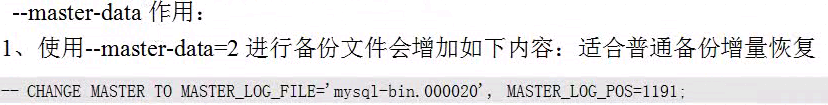 --master-data 作用：
1、使用--master-data=2 进行备份文件会增加如下内容：适合普通备份增量恢复
-- CHANGE MASTER TO MASTER_LOG_FILE='mysql-bin.000020', MASTER_LOG_POS=1191;